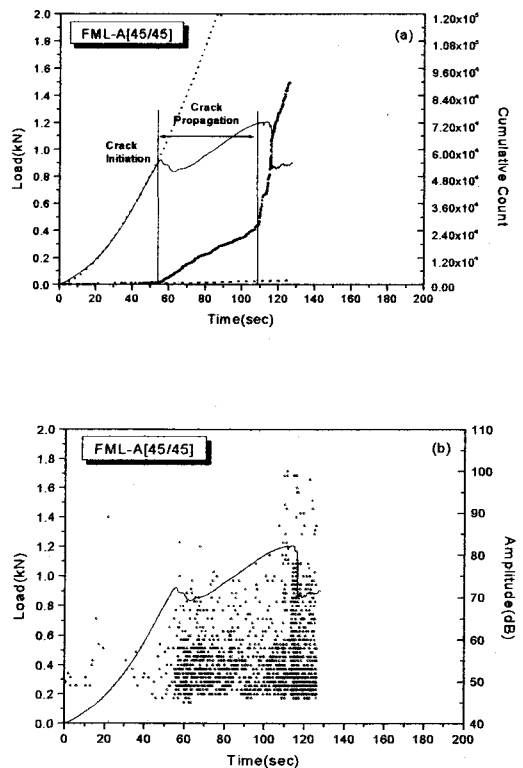 FML-A[45/45]
(a)
Crack
Propagation
Crack
Initiation
Load(kN)
2.0
1.8
1.6
1.4
1.2
1.0
0.8
0.6
0.4
0.2
0.0
1.20x10⁵
1.08x10⁵
9.60x10⁴
8.40x10⁴
7.20x10⁴
6.00x10⁴
4.80x10⁴
3.60x10⁴
2.40x10⁴
1.20x10⁴
0.00
Cumulative Count
0 20 40 60 80 100 120 140 160 180 200
Time(sec)
FML-A[45/45]
(b)
Load(kN)
2.0
1.8
1.6
1.4
1.2
1.0
0.8
0.6
0.4
0.2
0.0
110
100
90
80
70
60
50
40
Amplitude(dB)
0 20 40 60 80 100 120 140 160 180 200
Time(sec)